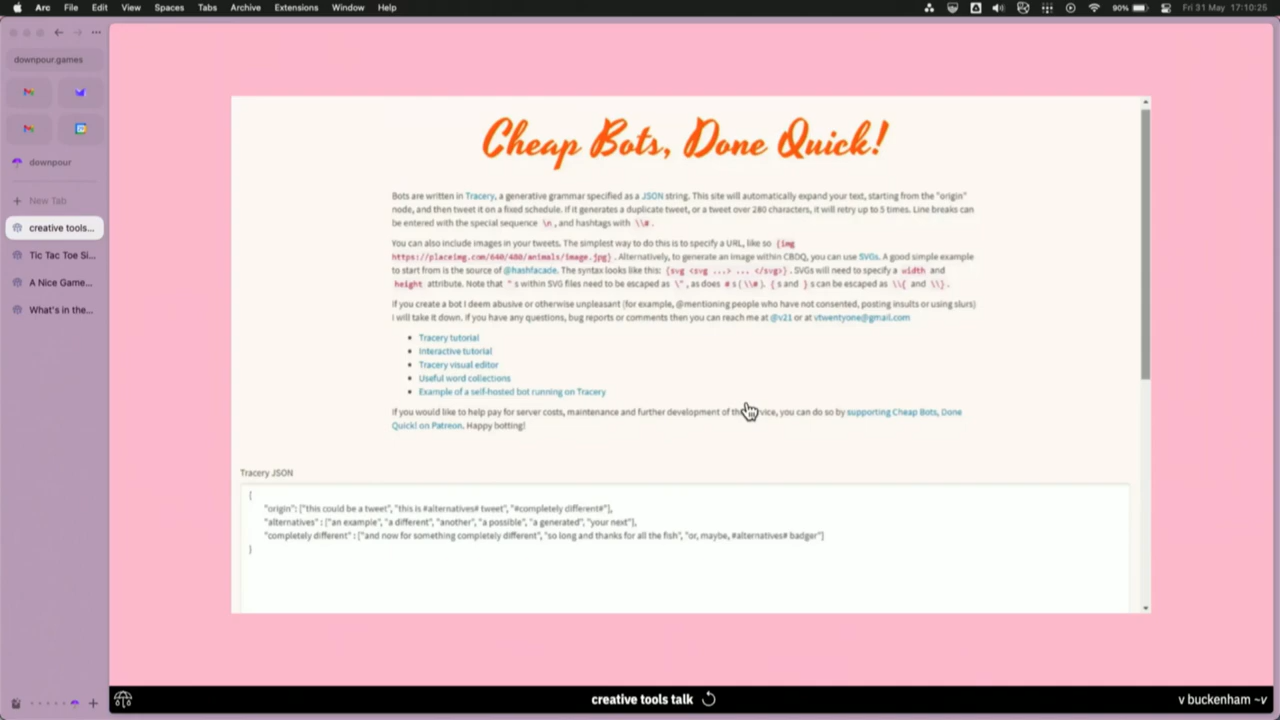 Arc File Edit View Spaces Tabs Archive Extensions Window Help
90% Fri 31 May 17:10:25
downpour.games
downpour
New Tab
creative tools...
Tic Tac Toe Si...
A Nice Game...
What's in the...
Cheap Bots, Done Quick!
Bots are written in Tracery, a generative grammar specified as a JSON string. This site will automatically expand your text, starting from the "origin"
node, and then tweet it on a fixed schedule. If it generates a duplicate tweet, or a tweet over 280 characters, it will retry up to 5 times. Line breaks can
be entered with the special sequence \n, and hashtags with \\#.
You can also include images in your tweets. The simplest way to do this is to specify a URL, like so {img
https://placeimg.com/640/480/animals/image.jpg}. Alternatively, to generate an image within CBDQ, you can use SVGs. A good simple example
to start from is the source of @hashfacade. The syntax looks like this: {svg <svg ...> ... </svg>}. SVGs will need to specify a width and
height attribute. Note that "s within SVG files need to be escaped as \", as does #s (\\#). {s and }s can be escaped as \\{ and \\}.
If you create a bot I deem abusive or otherwise unpleasant (for example, @mentioning people who have not consented, posting insults or using slurs)
I will take it down. If you have any questions, bug reports or comments then you can reach me at @v21 or at vtwentyone@gmail.com
Tracery tutorial
Interactive tutorial
Tracery visual editor
Useful word collections
Example of a self-hosted bot running on Tracery
If you would like to help pay for server costs, maintenance and further development of the service, you can do so by supporting Cheap Bots, Done
Quick! on Patreon. Happy botting!
Tracery JSON
{
"origin": ["this could be a tweet", "this is #alternatives# tweet", "#completely different#"],
"alternatives" : ["an example", "a different", "another", "a possible", "a generated", "your next"],
"completely different" : ["and now for something completely different", "so long and thanks for all the fish", "or, maybe, #alternatives# badger"]
}
creative tools talk
v buckenham ~v